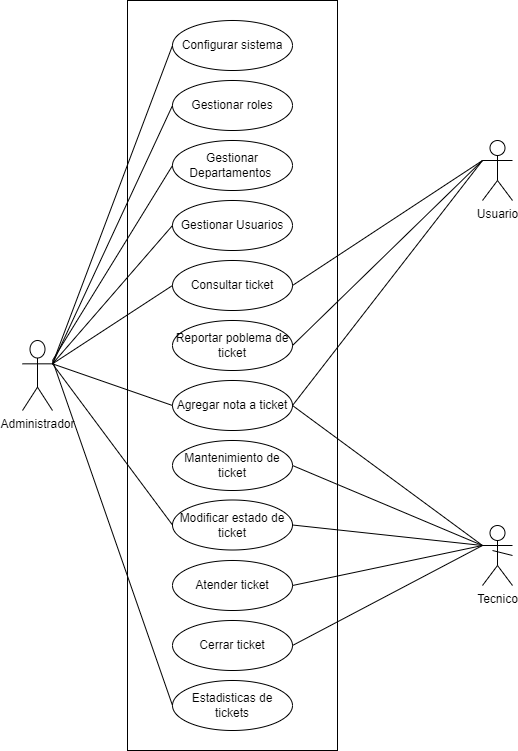 Configurar sistema
Gestionar roles
Gestionar
Departamentos
Gestionar Usuarios
Usuario
Consultar ticket
Reportar poblema de
ticket
Administrador
Agregar nota a ticket
Mantenimiento de
ticket
Modificar estado de
ticket
Atender ticket
Tecnico
Cerrar ticket
Estadisticas de
tickets